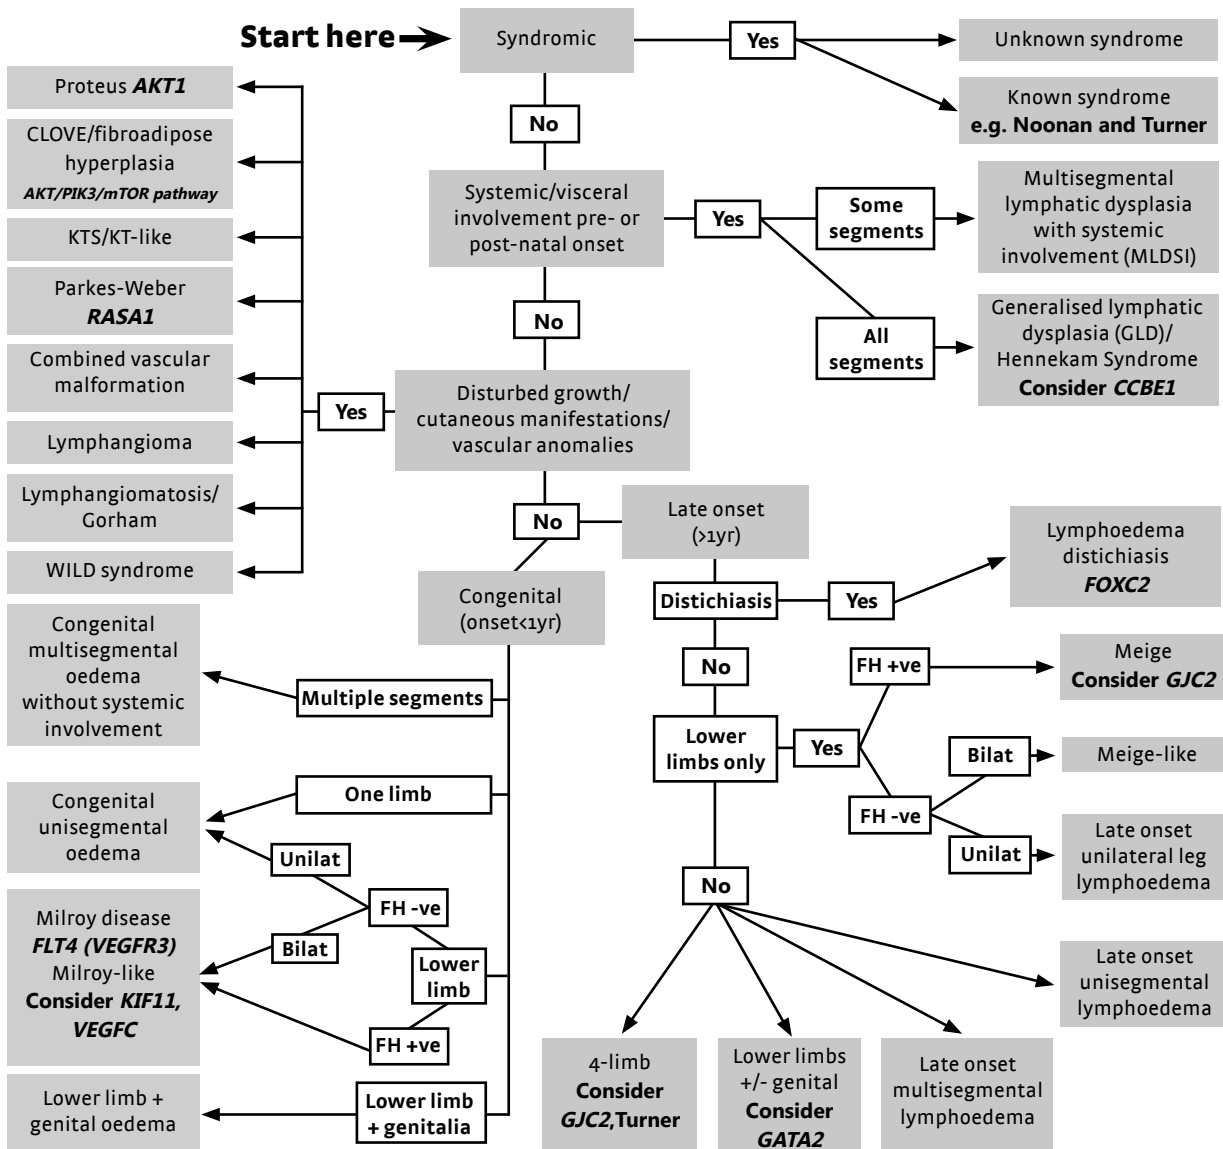 Start here
Syndromic
Yes
Unknown syndrome
Known syndrome
e.g. Noonan and Turner
No
Systemic/visceral
involvement pre- or
post-natal onset
Yes
Some
segments
Multisegmental
lymphatic dysplasia
with systemic
involvement (MLDSI)
All
segments
Generalised lymphatic
dysplasia (GLD)/
Hennekam Syndrome
Consider CCBE1
No
Disturbed growth/
cutaneous manifestations/
vascular anomalies
Yes
Proteus AKT1
CLOVE/fibroadipose
hyperplasia
AKT/PIK3/mTOR pathway
KTS/KT-like
Parkes-Weber
RASA1
Combined vascular
malformation
Lymphangioma
Lymphangiomatosis/
Gorham
WILD syndrome
No
Late onset
(>1yr)
Distichiasis
Yes
Lymphoedema
distichiasis
FOXC2
No
Lower
limbs only
Yes
FH +ve
Meige
Consider GJC2
FH -ve
Bilat
Meige-like
Unilat
Late onset
unilateral leg
lymphoedema
No
4-limb
Consider
GJC2,Turner
Lower limbs
+/- genital
Consider
GATA2
Late onset
multisegmental
lymphoedema
Late onset
unisegmental
lymphoedema
Congenital
(onset<1yr)
Multiple segments
Congenital
multisegmental
oedema
without systemic
involvement
One limb
Congenital
unisegmental
oedema
Unilat
FH -ve
Bilat
Lower
limb
FH +ve
Milroy disease
FLT4 (VEGFR3)
Milroy-like
Consider KIF11,
VEGFC
Lower limb
+ genitalia
Lower limb +
genital oedema